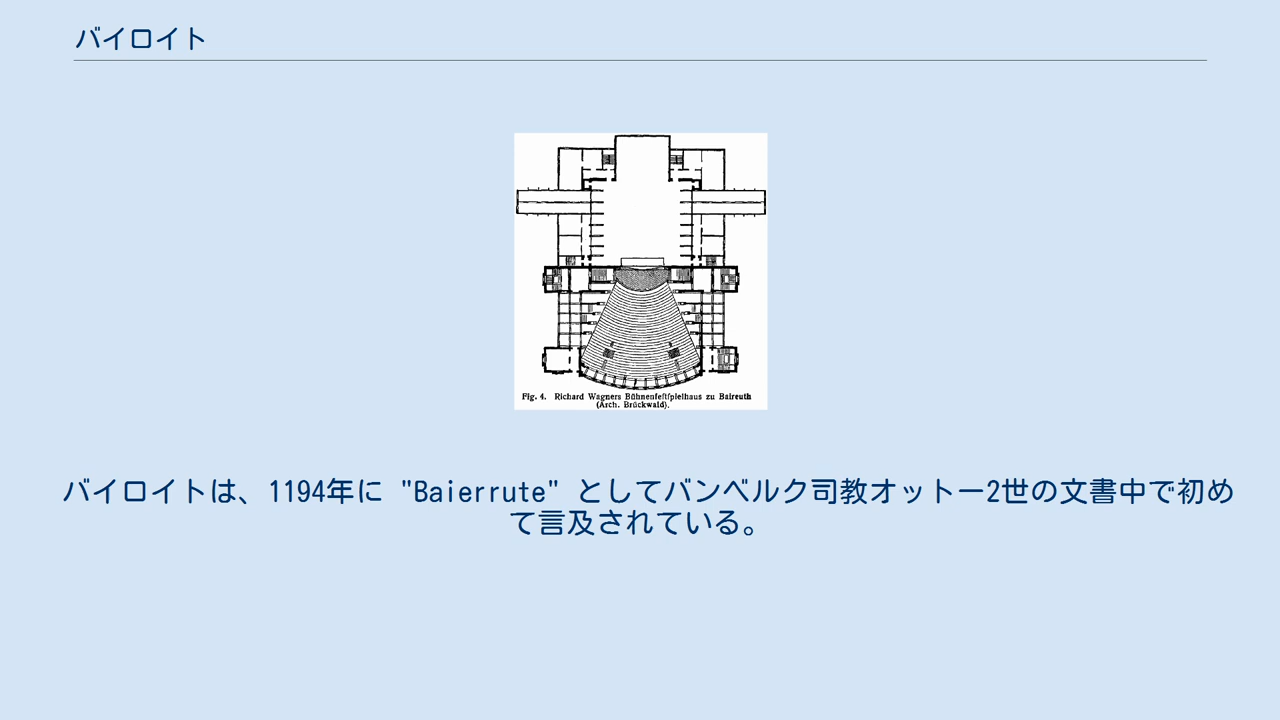 バイロイト
Fig. 4. Richard Wagners Bühnenfeſtſpielhaus zu Baireuth
(Arch. Brückwald).
バイロイトは、1194年に "Baierrute" としてバンベルク司教オットー2世の文書中で初め
て言及されている。